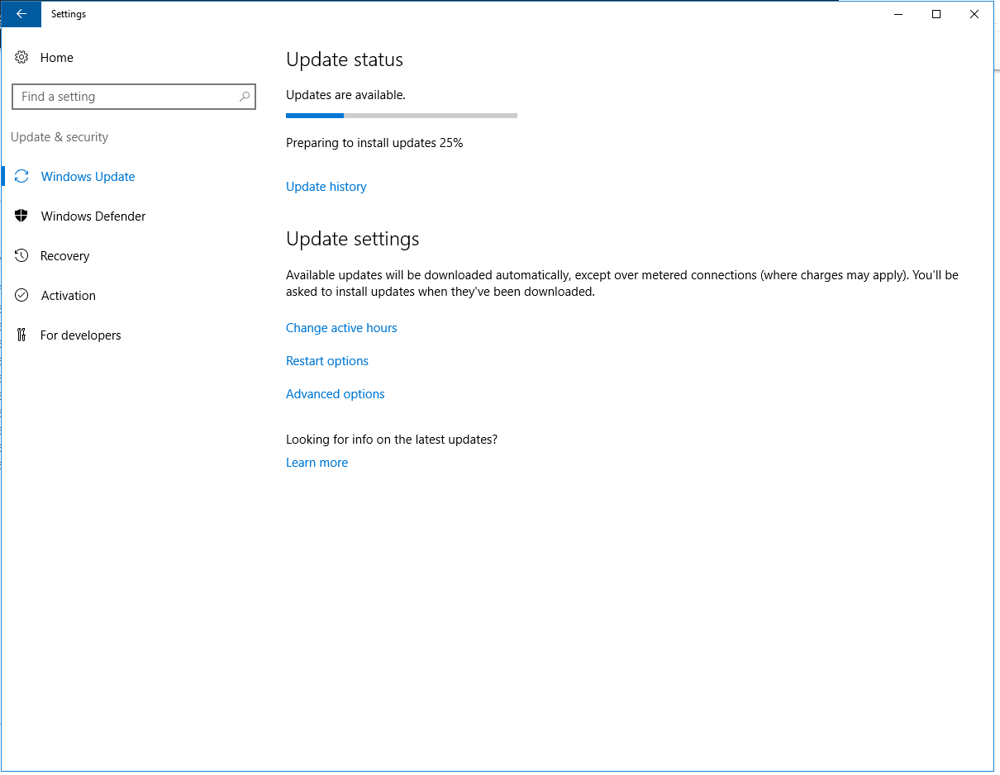 Settings
Home
Find a setting
Update & security
Windows Update
Windows Defender
Recovery
Activation
For developers
Update status
Updates are available.
Preparing to install updates 25%
Update history
Update settings
Available updates will be downloaded automatically, except over metered connections (where charges may apply). You'll be
asked to install updates when they've been downloaded.
Change active hours
Restart options
Advanced options
Looking for info on the latest updates?
Learn more